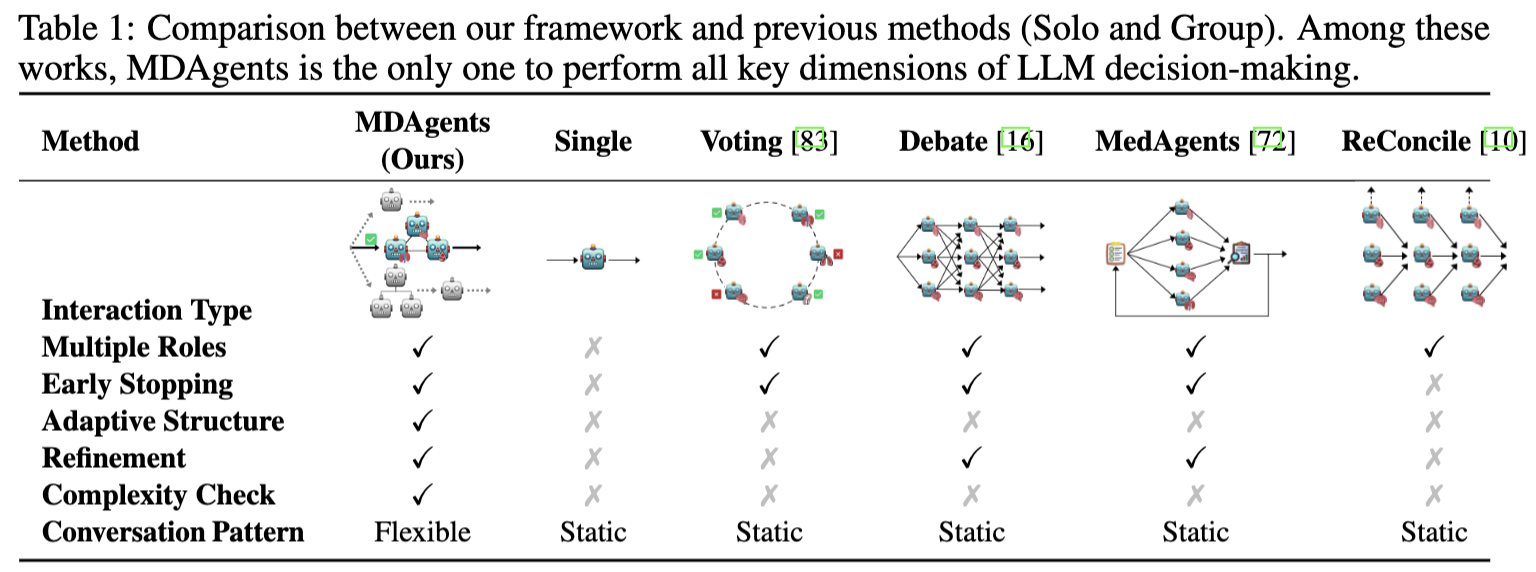 Table 1: Comparison between our framework and previous methods (Solo and Group). Among these
works, MDAgents is the only one to perform all key dimensions of LLM decision-making.
Method MDAgents (Ours) Single Voting [83] Debate [16] MedAgents [72] ReConcile [10]
Interaction Type
Multiple Roles ✓ ✗ ✓ ✓ ✓ ✓
Early Stopping ✓ ✗ ✓ ✓ ✓ ✗
Adaptive Structure ✓ ✗ ✗ ✗ ✗ ✗
Refinement ✓ ✗ ✗ ✓ ✓ ✗
Complexity Check ✓ ✗ ✗ ✗ ✗ ✗
Conversation Pattern Flexible Static Static Static Static Static